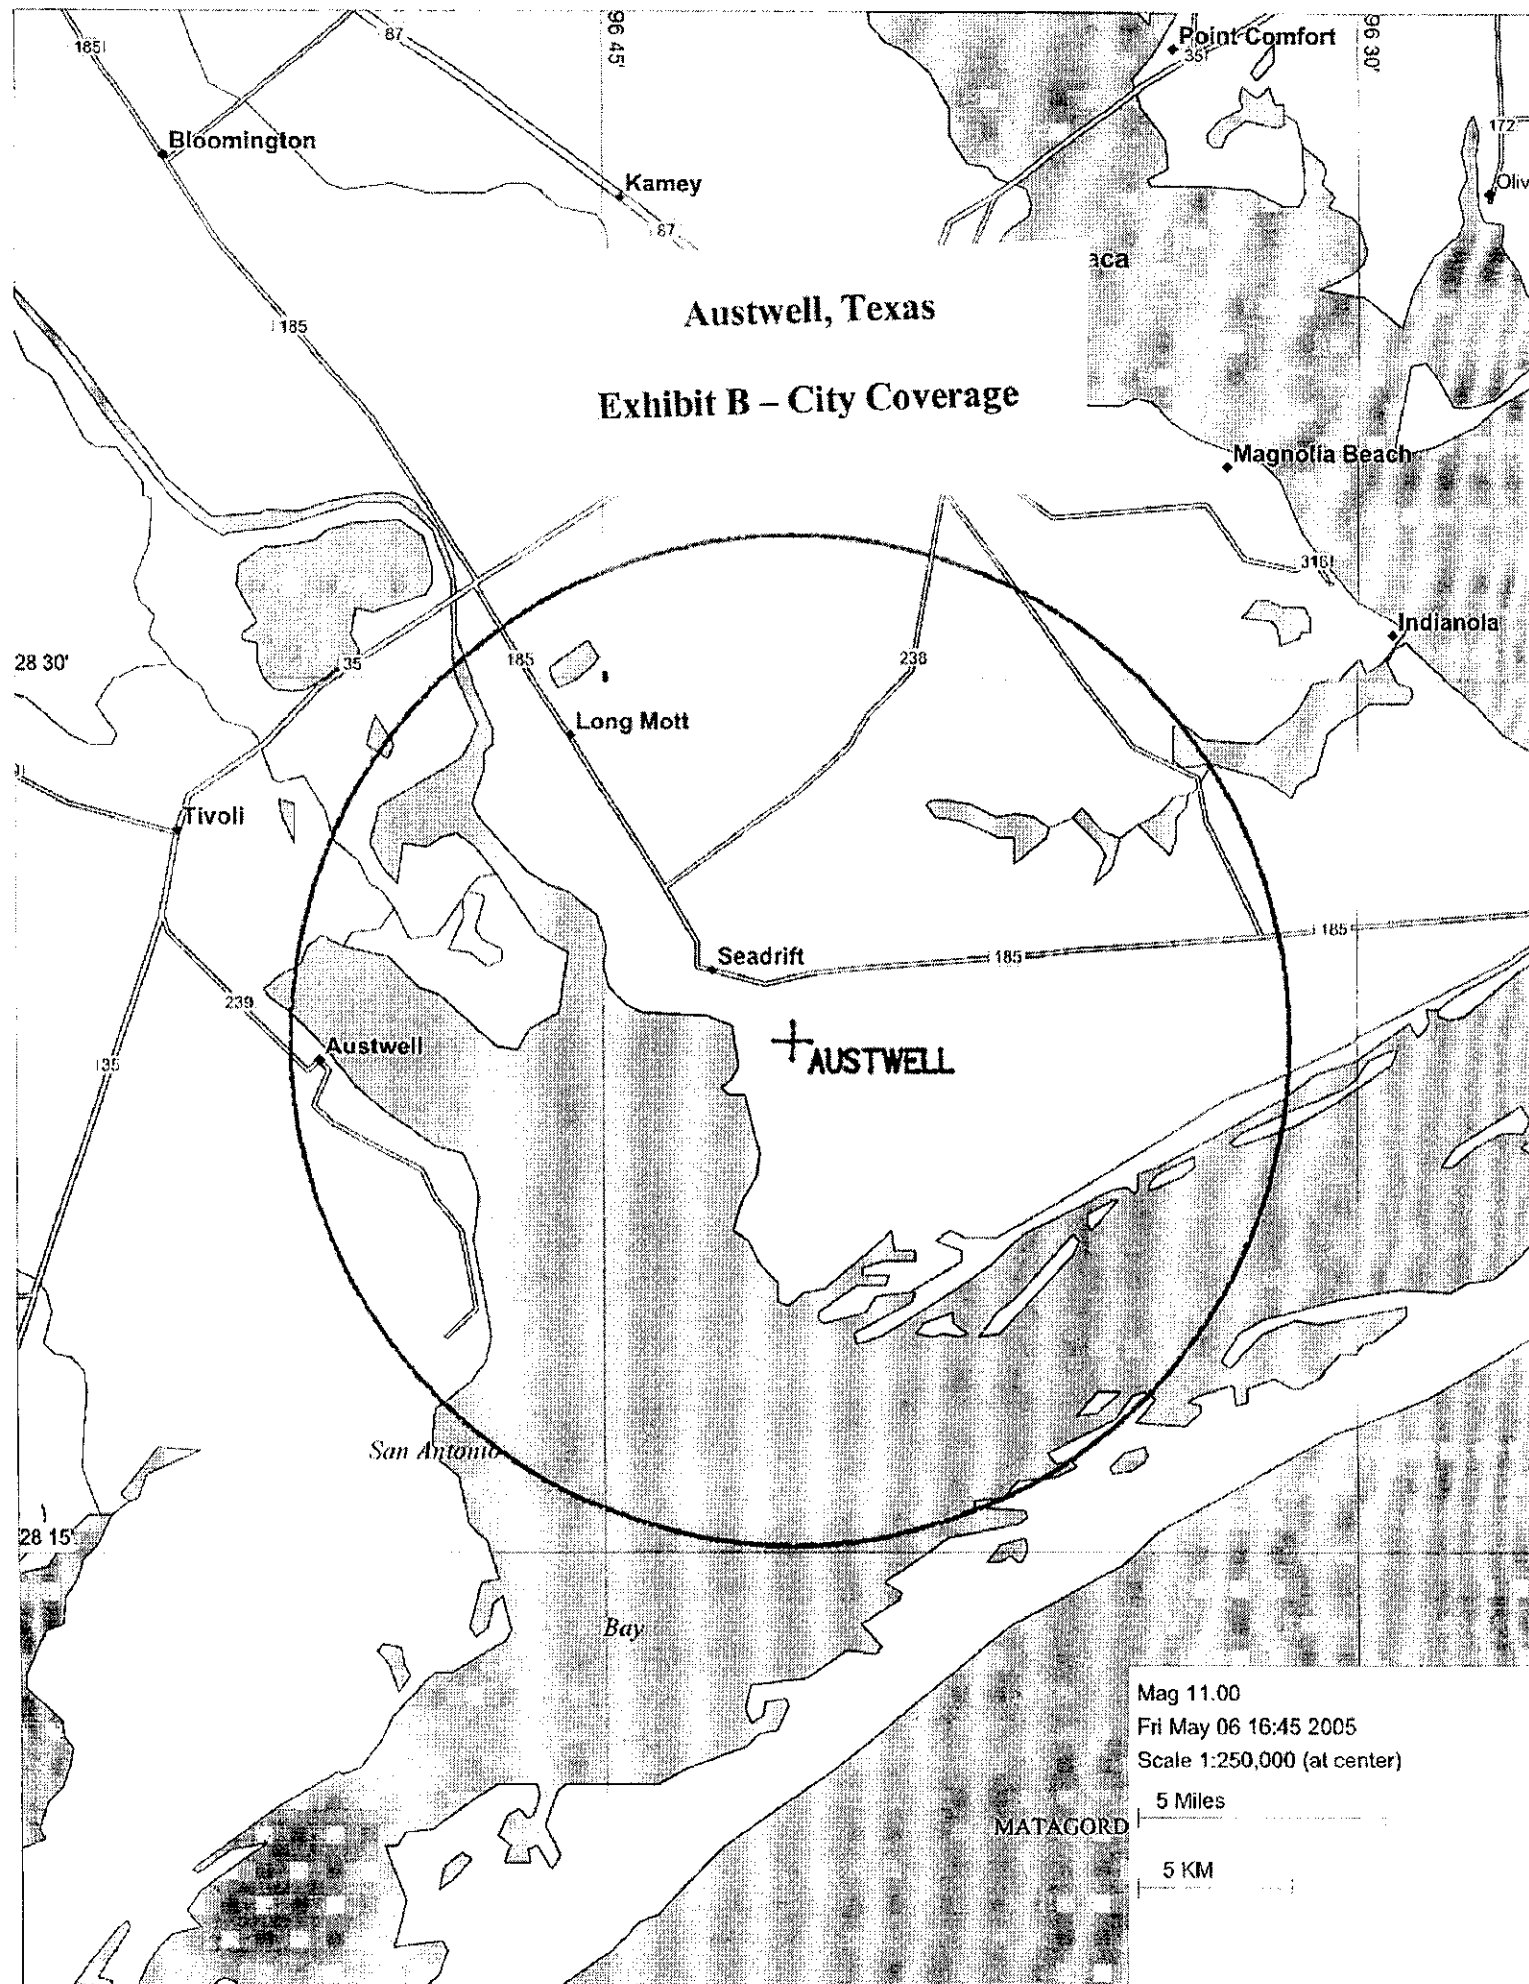 185
87
96 45'
Point Comfort
35
96 30'
172
Bloomington
Kamey
87
aca
185
Austwell, Texas
Exhibit B – City Coverage
Magnolia Beach
316
Indianola
28 30'
35
185
238
Long Mott
Tivoli
185
Seadrift
185
239
Austwell
AUSTWELL
35
San Antonio
28 15'
Bay
Mag 11.00
Fri May 06 16:45 2005
Scale 1:250,000 (at center)
5 Miles
MATAGORD
5 KM